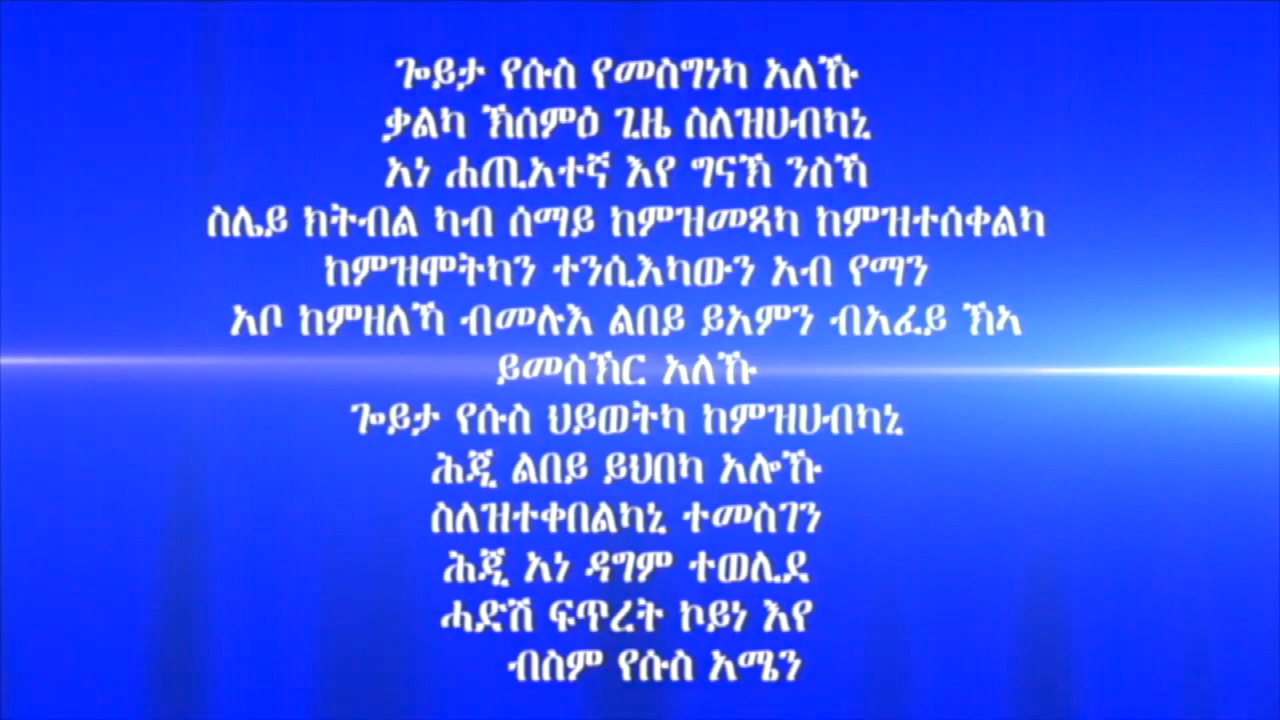 ጐይታ የሱስ የመስግነካ አለኹ
ቃልካ ኽሰምዕ ጊዜ ስለዝሀብካኒ
አነ ሐጢአተኛ እየ ግናኽ ንስኻ
ስሌይ ክትብል ካብ ሰማይ ከምዝመጻካ ከምዝተሰቀልካ
ከምዝሞትካን ተንሲእካውን አብ የማን
አቦ ከምዘለኻ ብመሉእ ልበይ ይአምን ብአፈይ ኽኣ
ይመስኽር አለኹ
ጐይታ የሱስ ህይወትካ ከምዝሀብካኒ
ሕጂ ልበይ ይህበካ አሎኹ
ስለዝተቀበልካኒ ተመስገን
ሕጂ አነ ዳግም ተወሊደ
ሓድሽ ፍጥረት ኮይነ እየ
ብስም የሱስ አሜን